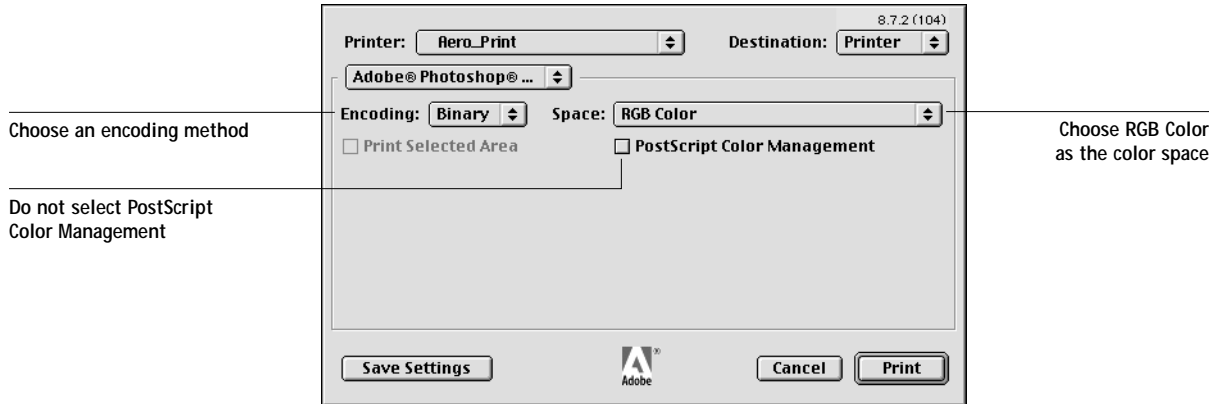 8.7.2 (104)
Printer: Aero_Print Destination: Printer
Adobe® Photoshop® ...
Encoding: Binary Space: RGB Color
Print Selected Area PostScript Color Management
Choose an encoding method
Choose RGB Color
as the color space
Do not select PostScript
Color Management
Save Settings
Adobe ®
Cancel Print